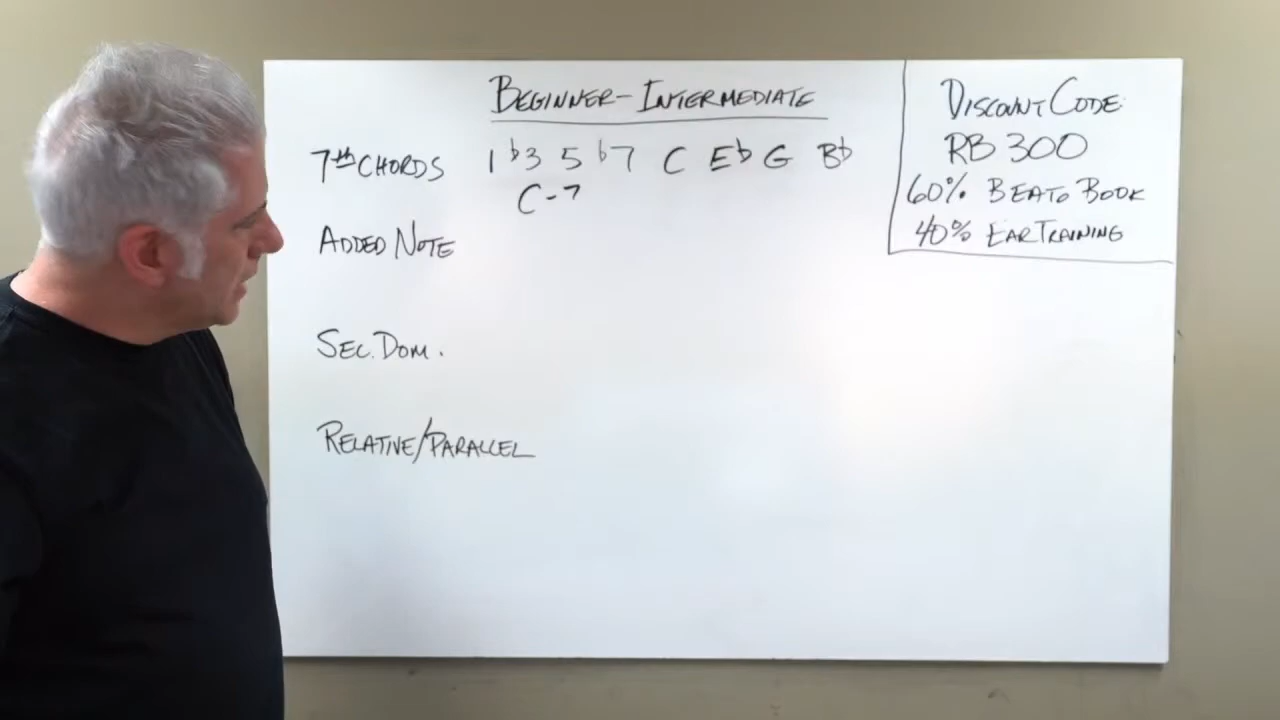 BEGINNER-INTERMEDIATE
7th CHORDS 1 b3 5 b7 C Eb G Bb
C-7
ADDED NOTE
SEC. DOM.
RELATIVE/PARALLEL
DISCOUNT CODE
RB 300
60% BEATO BOOK
40% EAR TRAINING